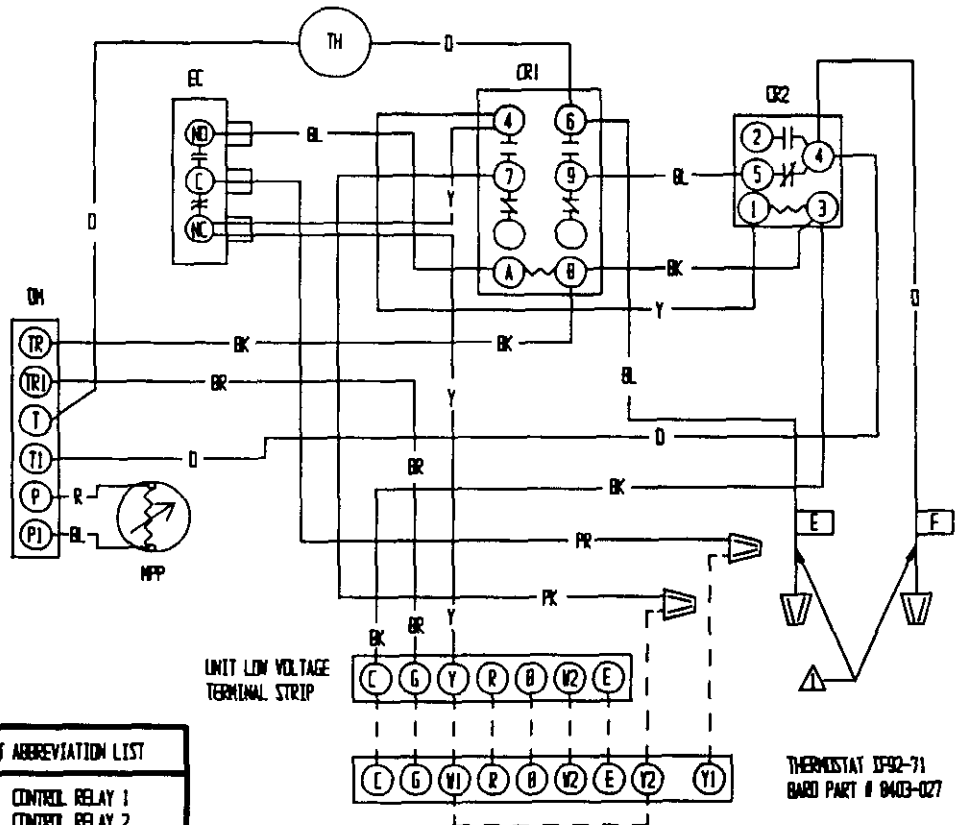 TH
O
EC
CR1
CR2
NO
C
NC
BL
Y
4
6
7
9
A
B
BL
2
4
5
1
3
O
BK
Y
O
DM
TR
TR1
T
T1
P
P1
BK
BK
BR
O
R
BL
MPP
BL
Y
O
BR
BK
E
F
PR
PK
BK
BR
Y
1
UNIT LOW VOLTAGE
TERMINAL STRIP
C G Y R B W2 E
C G W1 R B W2 E Y2 Y1
THERMOSTAT
BARD PART # 8403-027
ABBREVIATION LIST
CONTROL RELAY 1
CONTROL RELAY 2